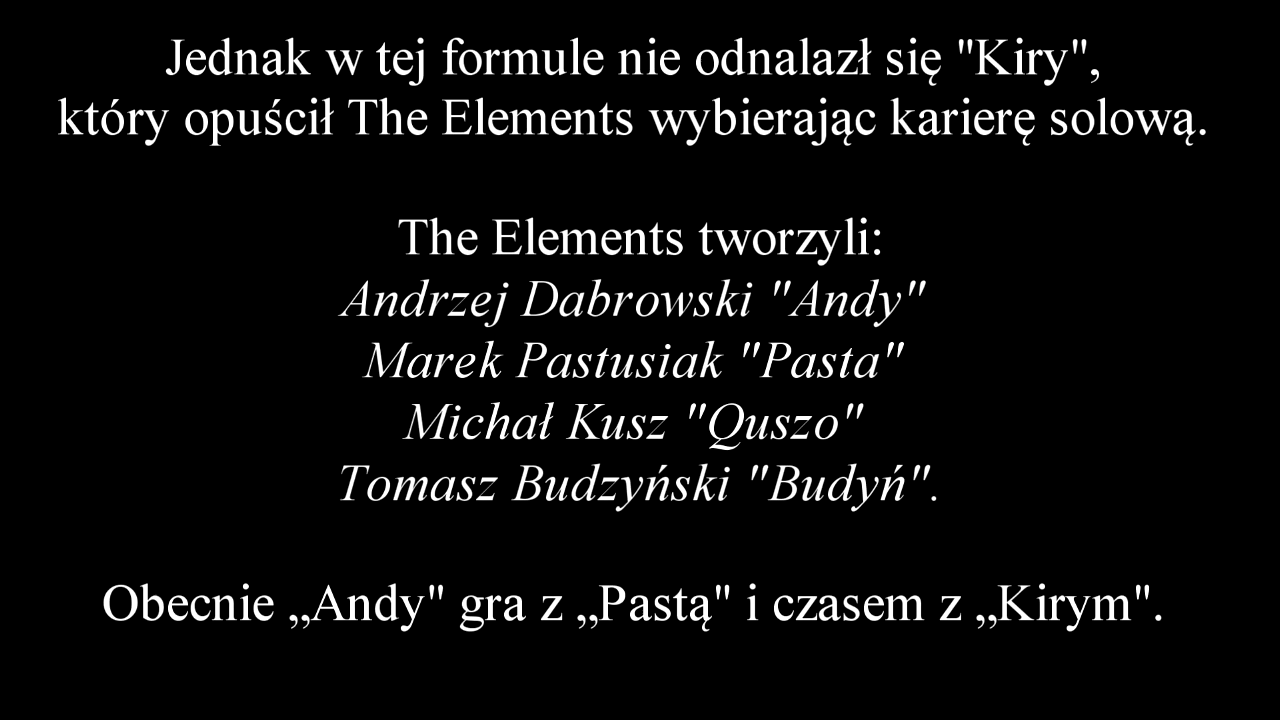 Jednak w tej formule nie odnalazł się "Kiry",
który opuścił The Elements wybierając karierę solową.
The Elements tworzyli:
Andrzej Dabrowski "Andy"
Marek Pastusiak "Pasta"
Michał Kusz "Quszo"
Tomasz Budzyński "Budyń".
Obecnie „Andy" gra z „Pastą" i czasem z „Kirym".